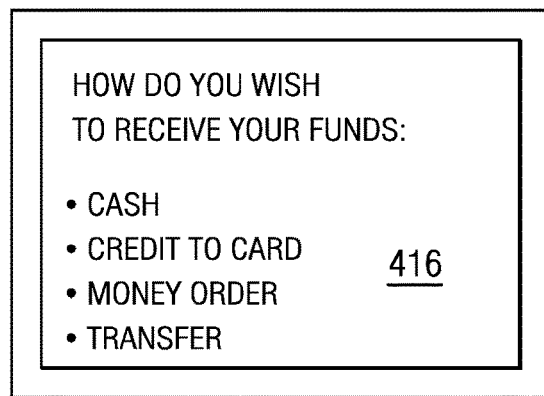 HOW DO YOU WISH
TO RECEIVE YOUR FUNDS:
• CASH
• CREDIT TO CARD
• MONEY ORDER
• TRANSFER
416